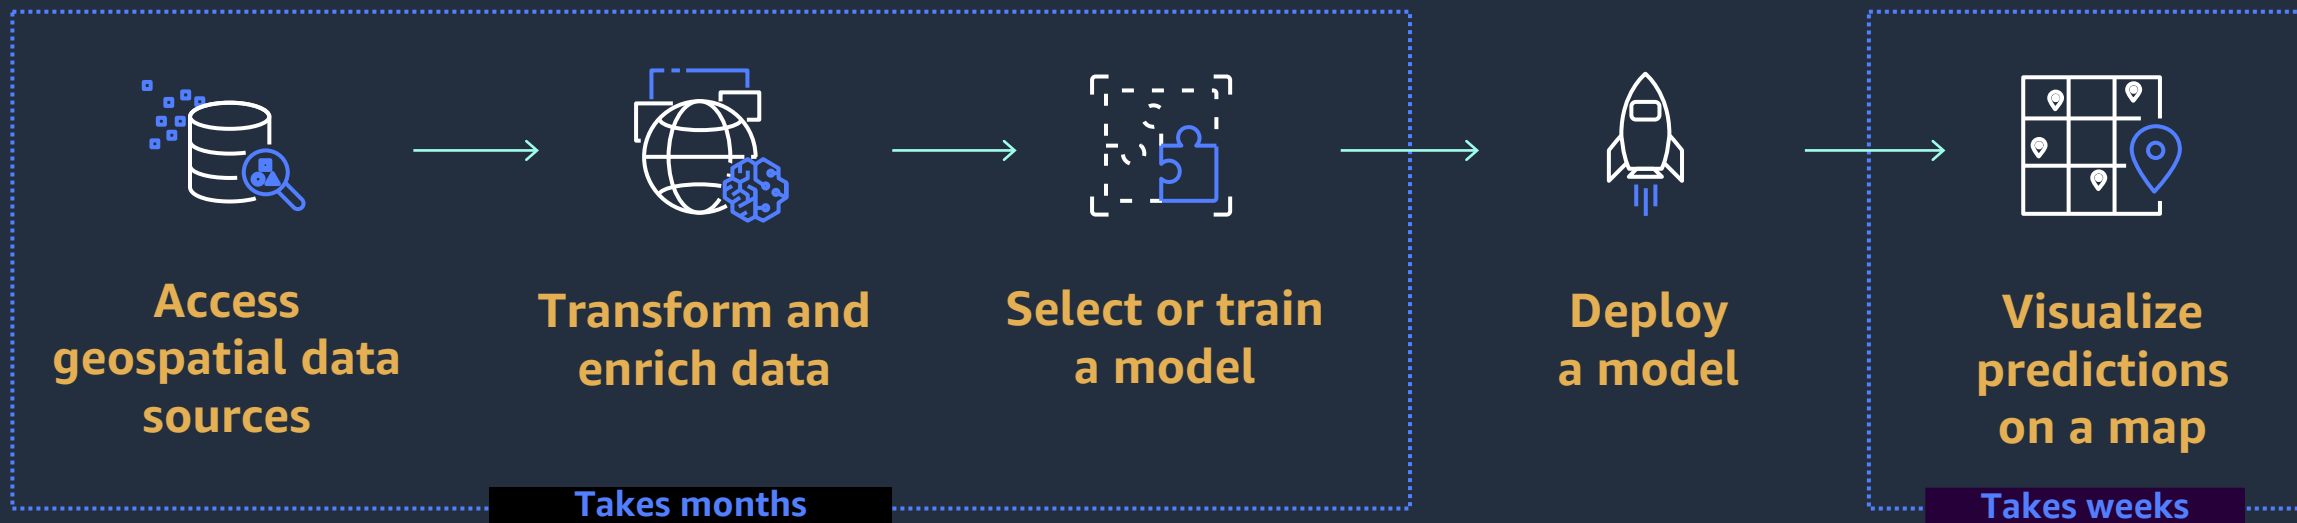 Access
geospatial data
sources
Transform and
enrich data
Select or train
a model
Deploy
a model
Visualize
predictions
on a map
Takes months
Takes weeks